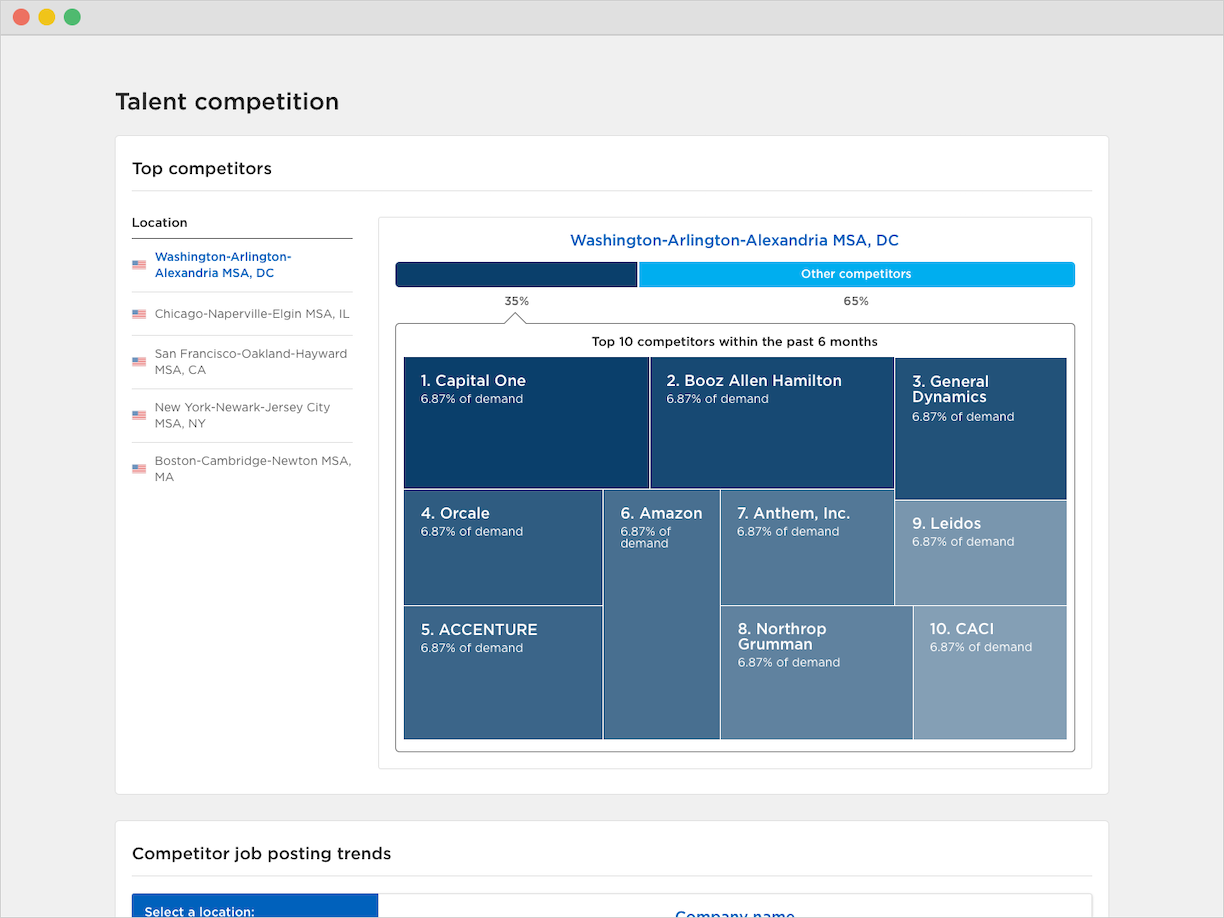 Talent competition
Top competitors
Location
Washington-Arlington-
Alexandria MSA, DC
Chicago-Naperville-Elgin MSA, IL
San Francisco-Oakland-Hayward
MSA, CA
New York-Newark-Jersey City
MSA, NY
Boston-Cambridge-Newton MSA,
MA
Washington-Arlington-Alexandria MSA, DC
Other competitors
35%
65%
Top 10 competitors within the past 6 months
1. Capital One
6.87% of demand
2. Booz Allen Hamilton
6.87% of demand
3. General
Dynamics
6.87% of demand
4. Orcale
6.87% of demand
5. ACCENTURE
6.87% of demand
6. Amazon
6.87% of
demand
7. Anthem, Inc.
6.87% of demand
8. Northrop
Grumman
6.87% of demand
9. Leidos
6.87% of demand
10. CACI
6.87% of demand
Competitor job posting trends
Select a location:
Company name